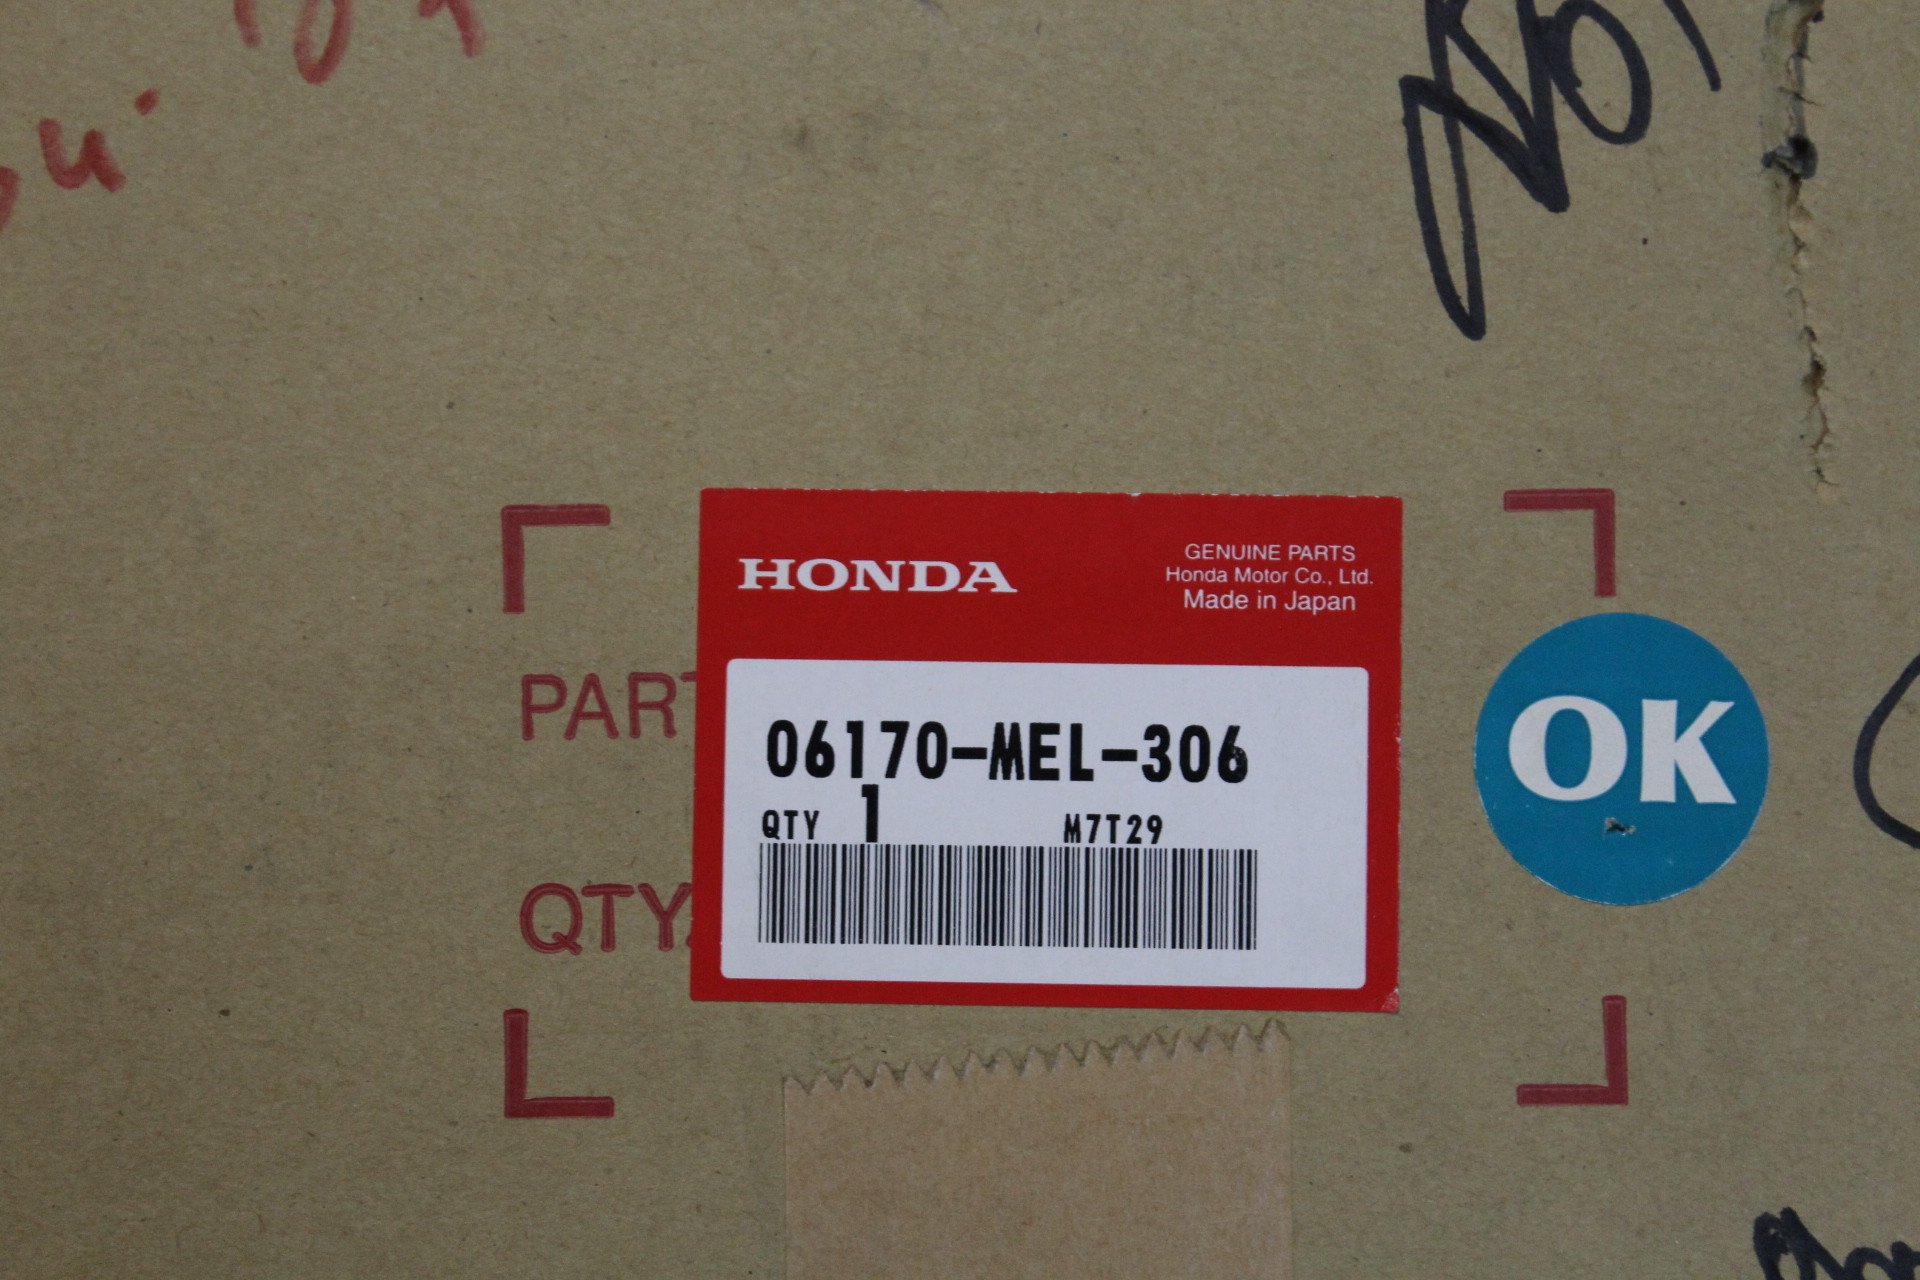 HONDA
GENUINE PARTS
Honda Motor Co., Ltd.
Made in Japan
PART
06170-MEL-306
QTY 1 M7T29
OK
QTY.